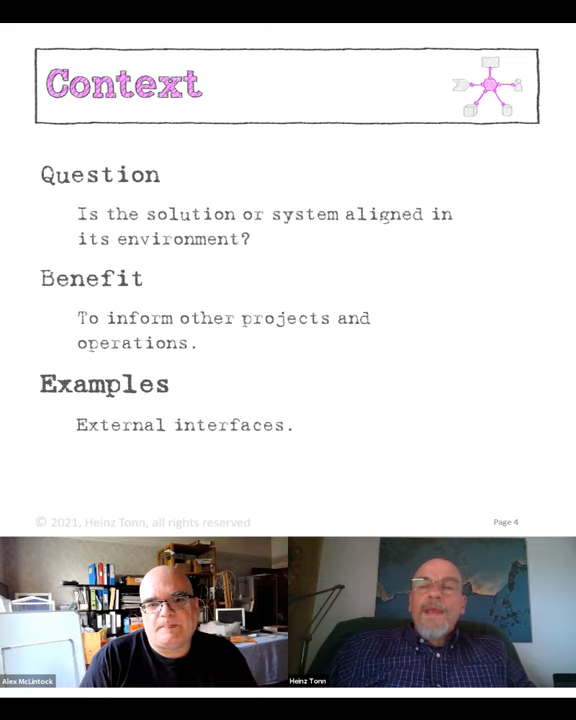 Context
Question
Is the solution or system aligned in
its environment?
Benefit
To inform other projects and
operations.
Examples
External interfaces.
© 2021, Heinz Tonn, all rights reserved
Page 4
Alex McLintock
Heinz Tonn